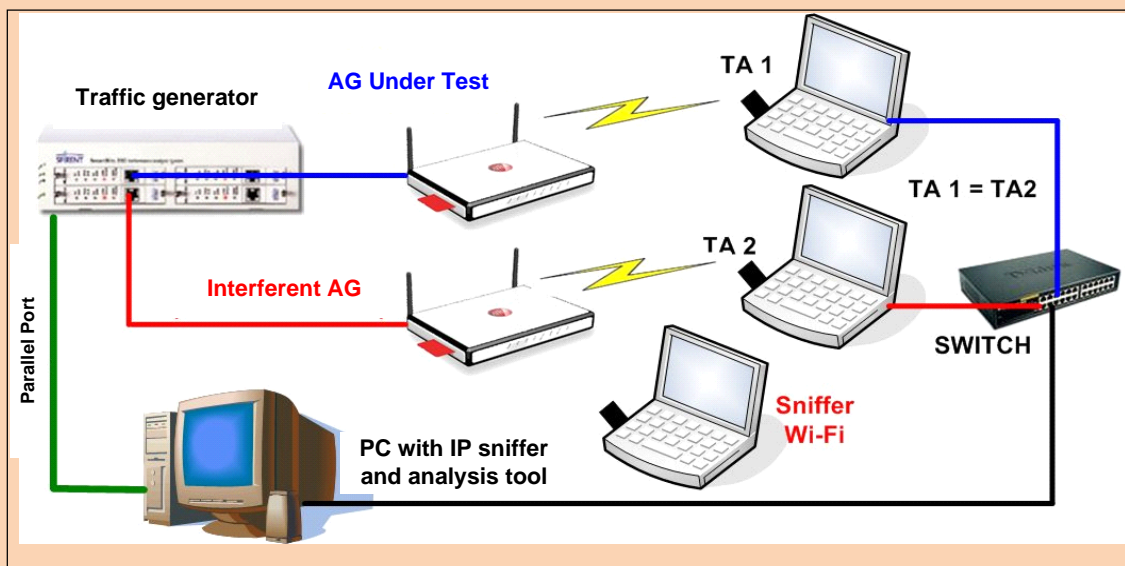 AG Under Test
TA 1
Traffic generator
SPIRENT
TA 1 = TA2
TA 2
Interferent AG
SWITCH
Parallel Port
Sniffer
Wi-Fi
PC with IP sniffer
and analysis tool